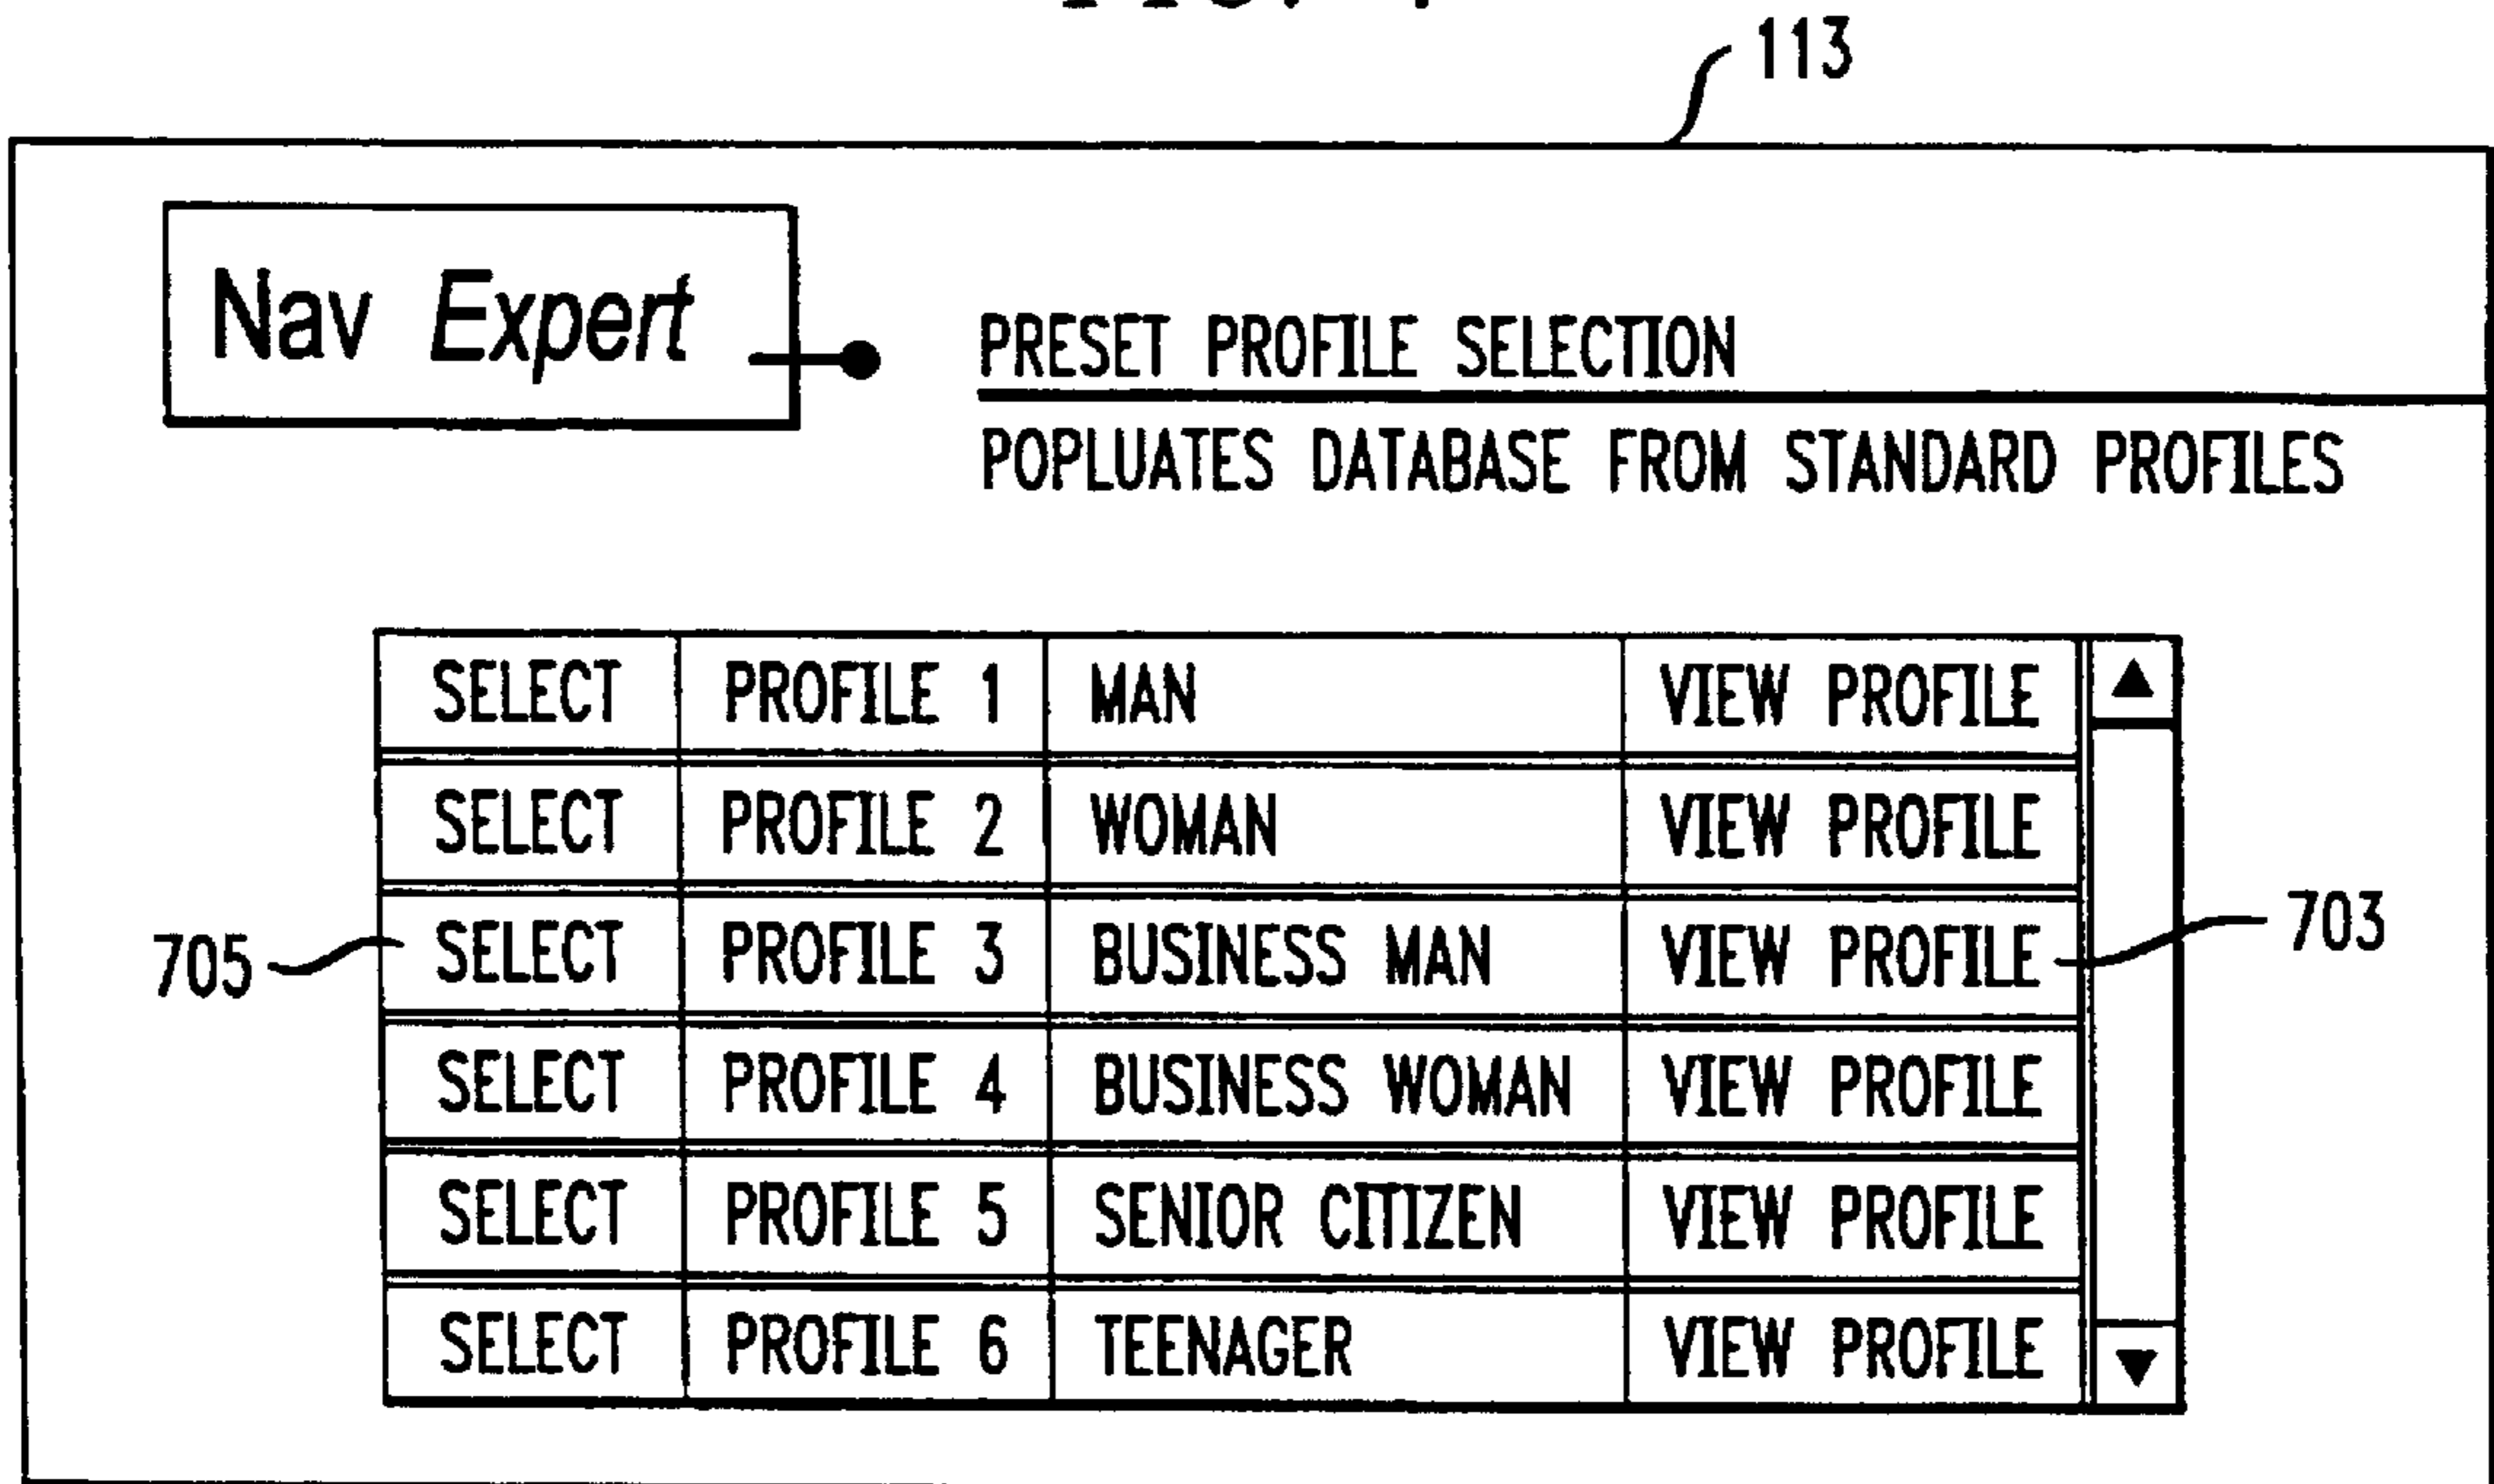 113
Nav Expert
PRESET PROFILE SELECTION
POPLUATES DATABASE FROM STANDARD PROFILES
SELECT PROFILE 1 MAN VIEW PROFILE
SELECT PROFILE 2 WOMAN VIEW PROFILE
705 SELECT PROFILE 3 BUSINESS MAN VIEW PROFILE 703
SELECT PROFILE 4 BUSINESS WOMAN VIEW PROFILE
SELECT PROFILE 5 SENIOR CITIZEN VIEW PROFILE
SELECT PROFILE 6 TEENAGER VIEW PROFILE